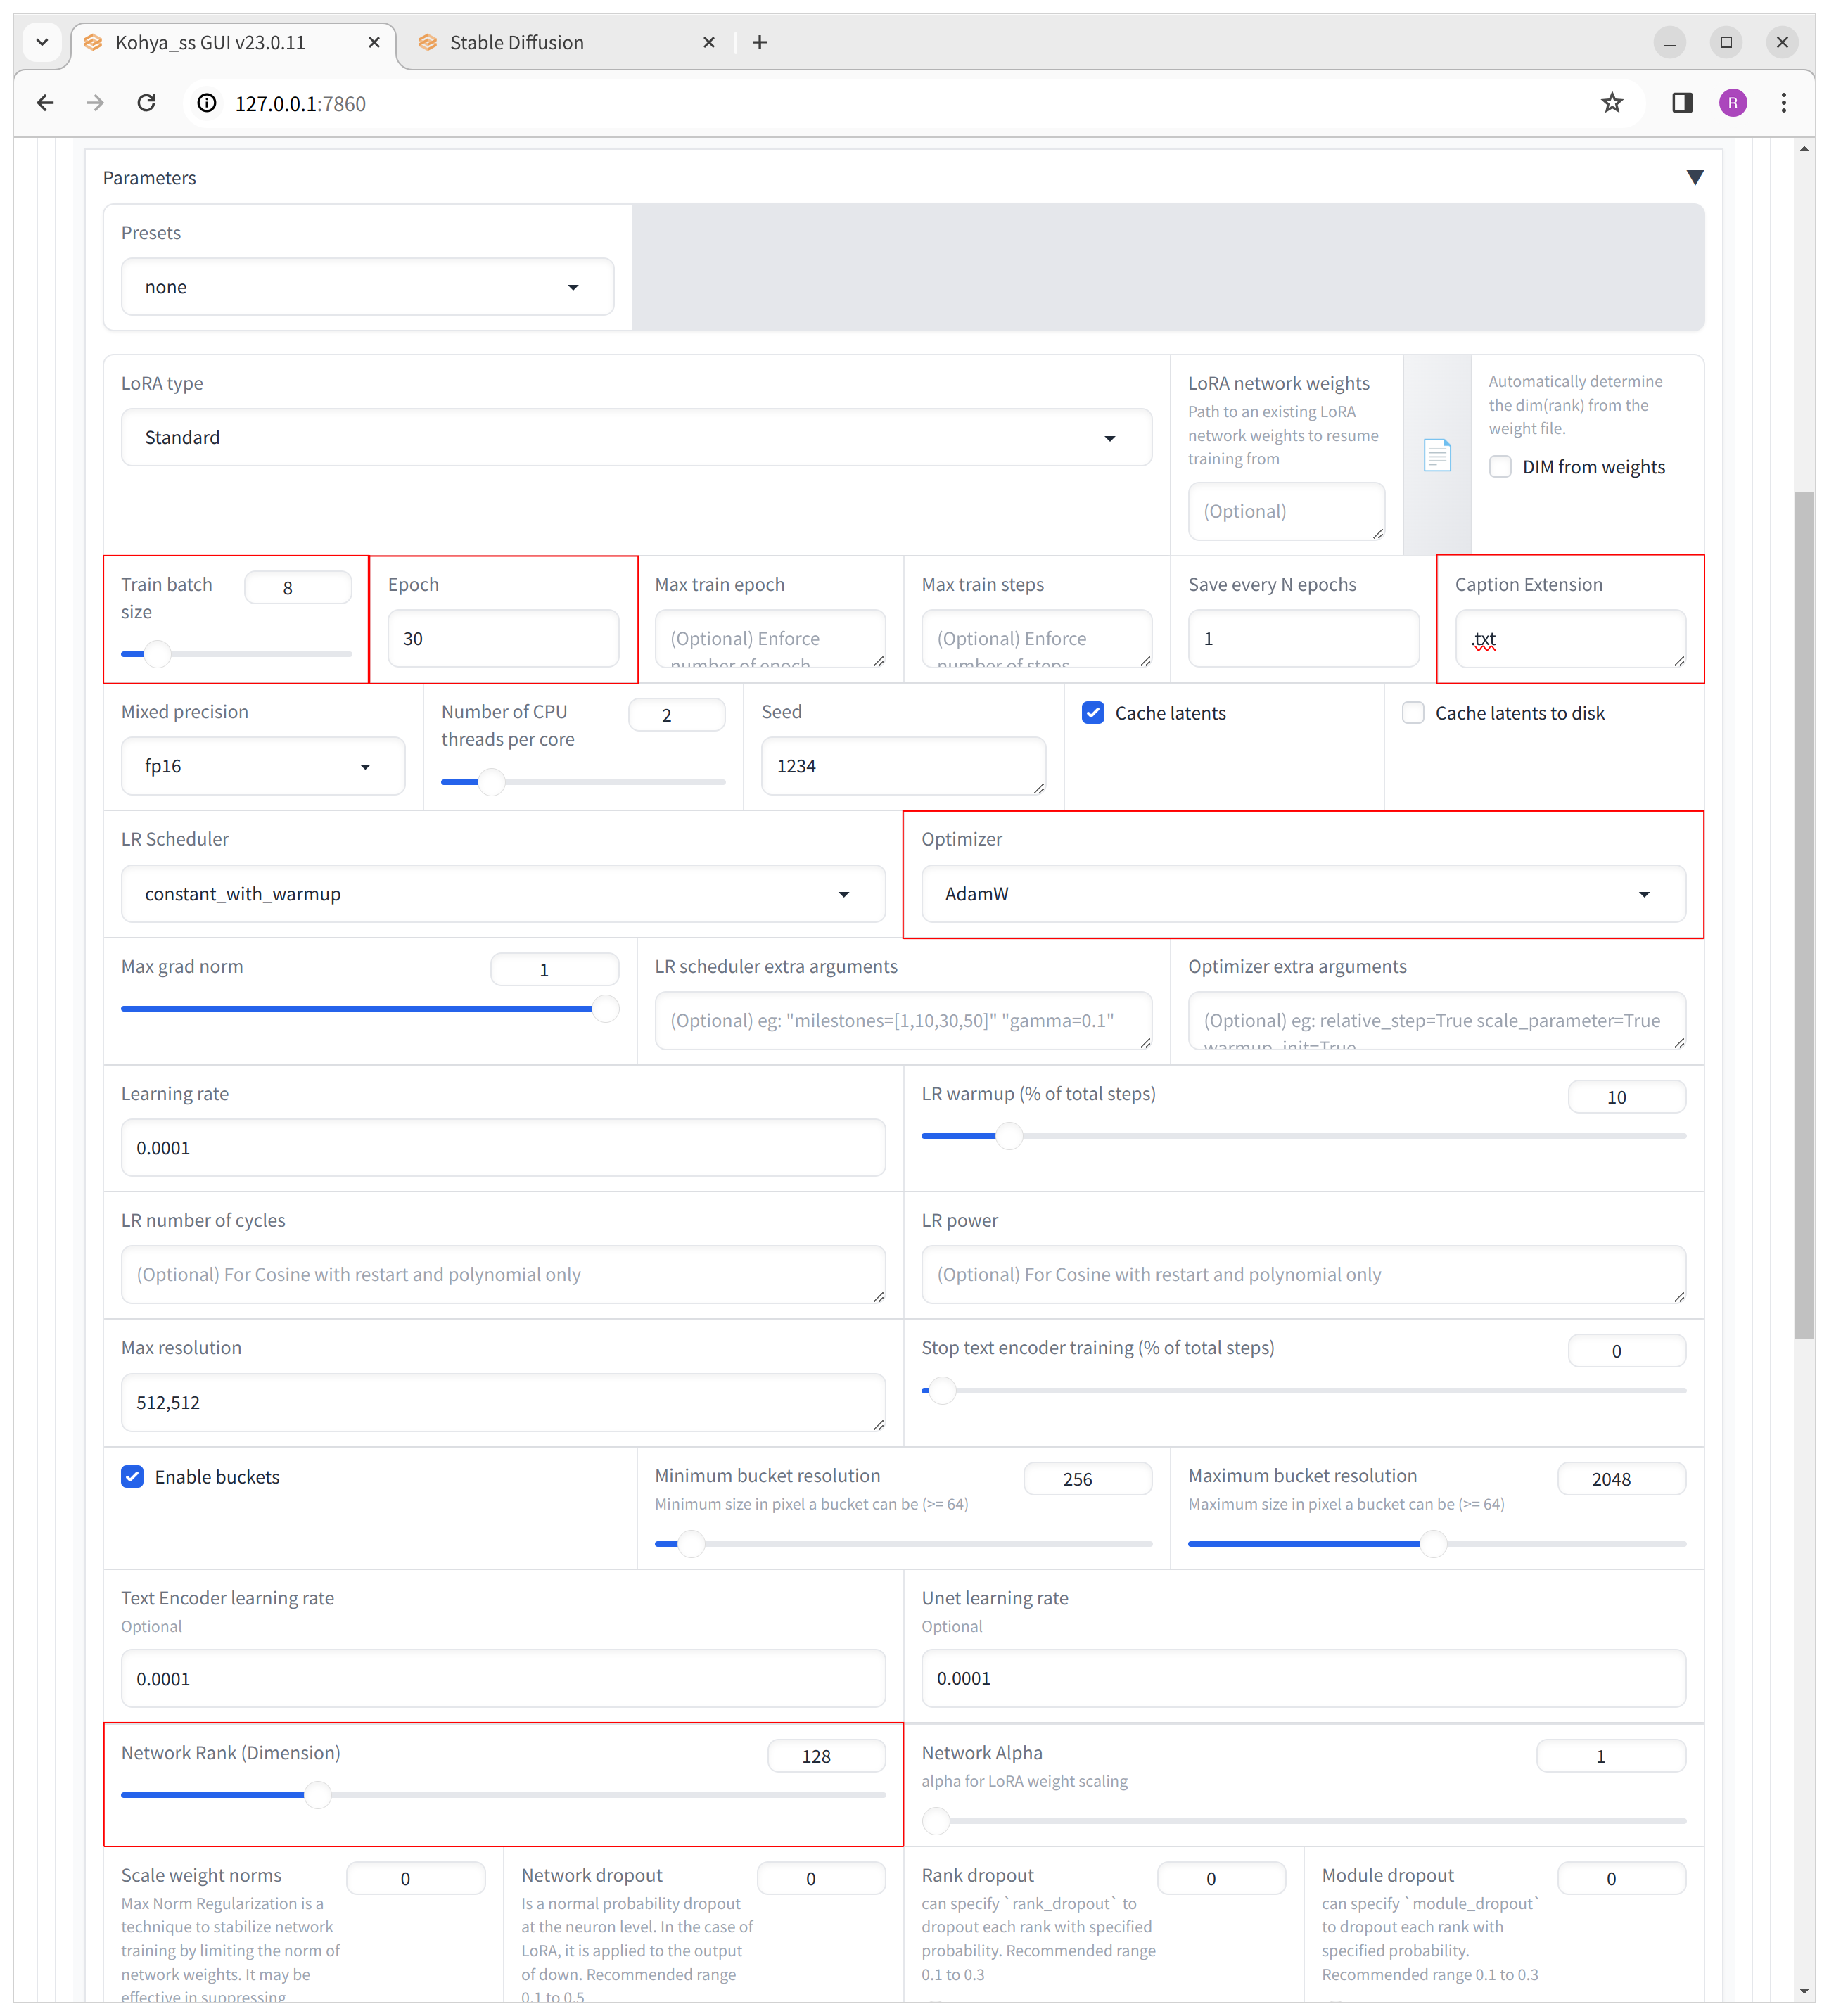 Kohya_ss GUI v23.0.11
Stable Diffusion
127.0.0.1:7860
R
Parameters
Presets
none
LoRA type
Standard
LoRA network weights
Path to an existing LoRA
network weights to resume
training from
(Optional)
Automatically determine
the dim(rank) from the
weight file.
DIM from weights
Train batch
size
8
Epoch
30
Max train epoch
(Optional) Enforce
number of epoch
Max train steps
(Optional) Enforce
number of steps
Save every N epochs
1
Caption Extension
.txt
Mixed precision
fp16
Number of CPU
threads per core
2
Seed
1234
Cache latents
Cache latents to disk
LR Scheduler
constant_with_warmup
Optimizer
AdamW
Max grad norm
1
LR scheduler extra arguments
(Optional) eg: "milestones=[1,10,30,50]" "gamma=0.1"
Optimizer extra arguments
(Optional) eg: relative_step=True scale_parameter=True
warmup_init=True
Learning rate
0.0001
LR warmup (% of total steps)
10
LR number of cycles
(Optional) For Cosine with restart and polynomial only
LR power
(Optional) For Cosine with restart and polynomial only
Max resolution
512,512
Stop text encoder training (% of total steps)
0
Enable buckets
Minimum bucket resolution
Minimum size in pixel a bucket can be (>= 64)
256
Maximum bucket resolution
Maximum size in pixel a bucket can be (>= 64)
2048
Text Encoder learning rate
Optional
0.0001
Unet learning rate
Optional
0.0001
Network Rank (Dimension)
128
Network Alpha
alpha for LoRA weight scaling
1
Scale weight norms
0
Max Norm Regularization is a
technique to stabilize network
training by limiting the norm of
network weights. It may be
effective in suppressing
Network dropout
0
Is a normal probability dropout
at the neuron level. In the case of
LoRA, it is applied to the output
of down. Recommended range
0.1 to 0.5
Rank dropout
0
can specify `rank_dropout` to
dropout each rank with specified
probability. Recommended range
0.1 to 0.3
Module dropout
0
can specify `module_dropout`
to dropout each rank with
specified probability.
Recommended range 0.1 to 0.3